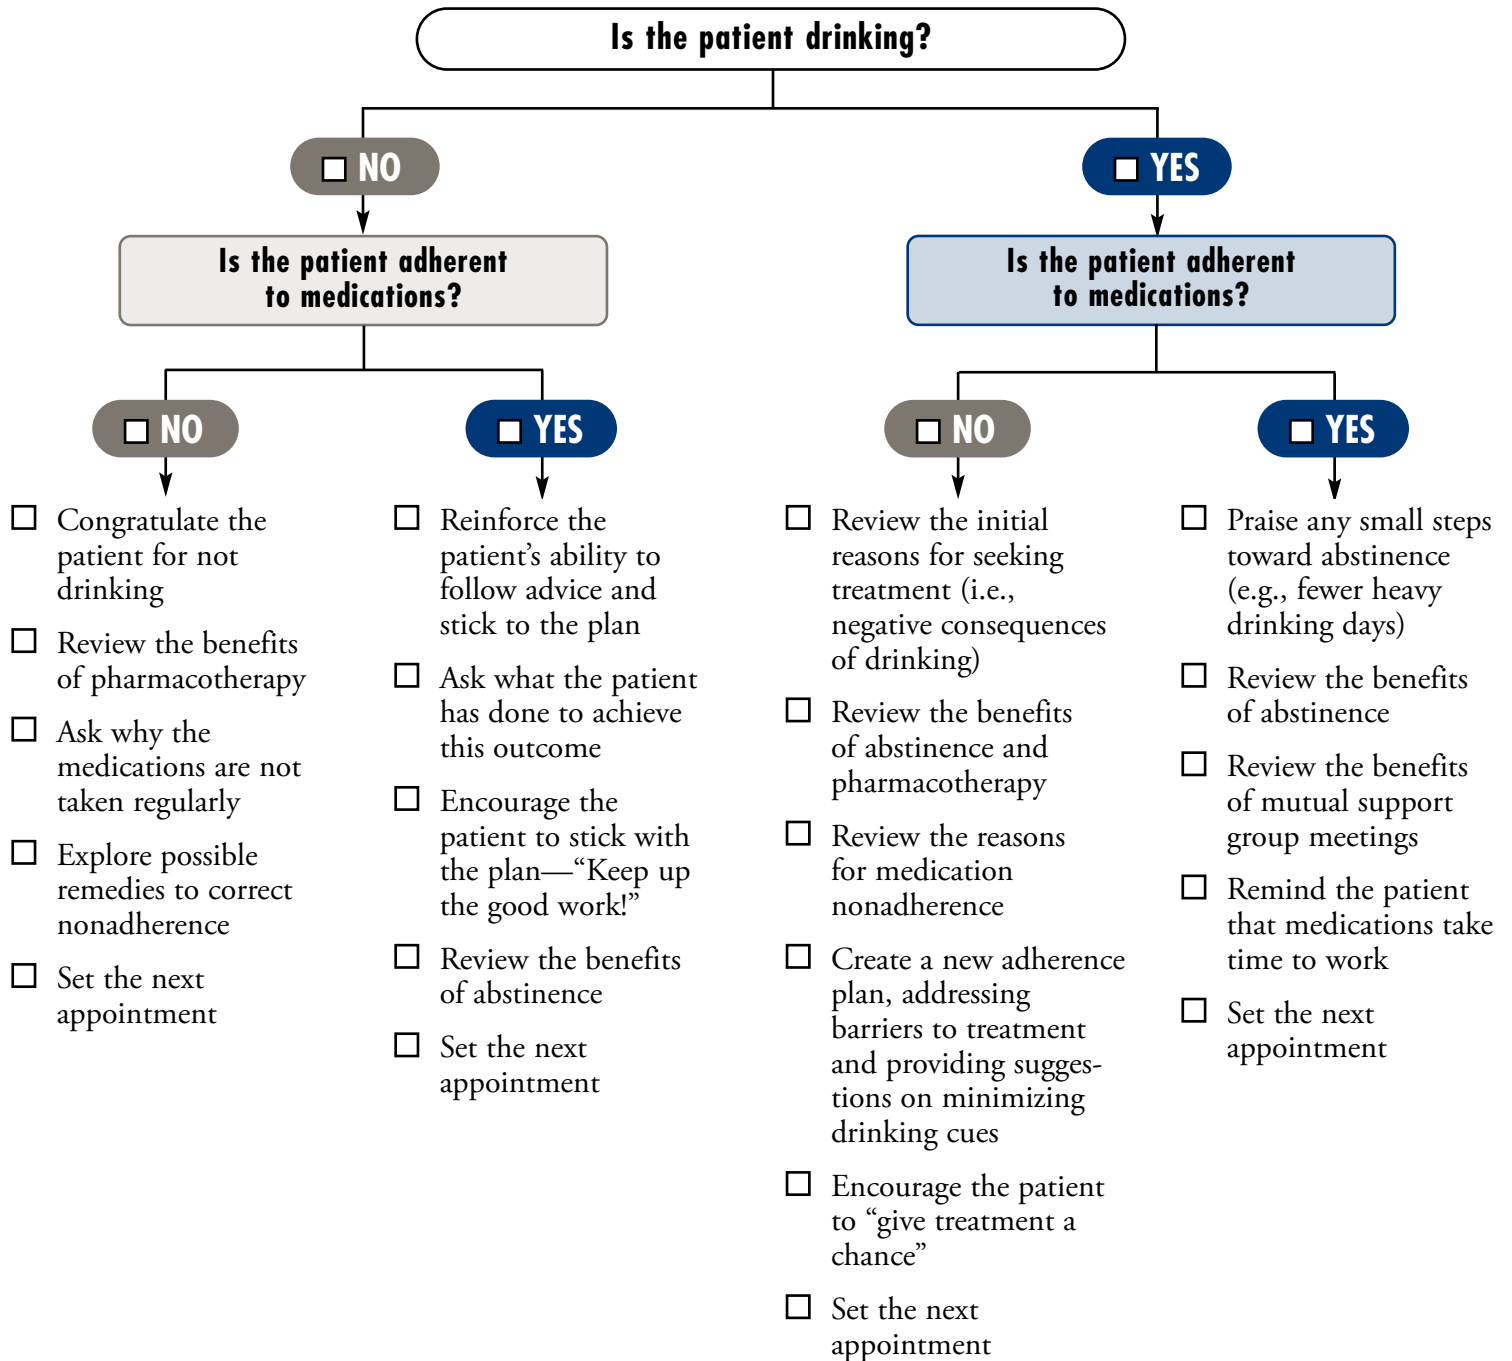 Is the patient drinking?
NO
YES
Is the patient adherent
to medications?
Is the patient adherent
to medications?
NO
YES
NO
YES
Congratulate the
patient for not
drinking
Review the benefits
of pharmacotherapy
Ask why the
medications are not
taken regularly
Explore possible
remedies to correct
nonadherence
Set the next
appointment
Reinforce the
patient’s ability to
follow advice and
stick to the plan
Ask what the patient
has done to achieve
this outcome
Encourage the
patient to stick with
the plan—“Keep up
the good work!”
Review the benefits
of abstinence
Set the next
appointment
Review the initial
reasons for seeking
treatment (i.e.,
negative consequences
of drinking)
Review the benefits
of abstinence and
pharmacotherapy
Review the reasons
for medication
nonadherence
Create a new adherence
plan, addressing
barriers to treatment
and providing sugges-
tions on minimizing
drinking cues
Encourage the patient
to “give treatment a
chance”
Set the next
appointment
Praise any small steps
toward abstinence
(e.g., fewer heavy
drinking days)
Review the benefits
of abstinence
Review the benefits
of mutual support
group meetings
Remind the patient
that medications take
time to work
Set the next
appointment